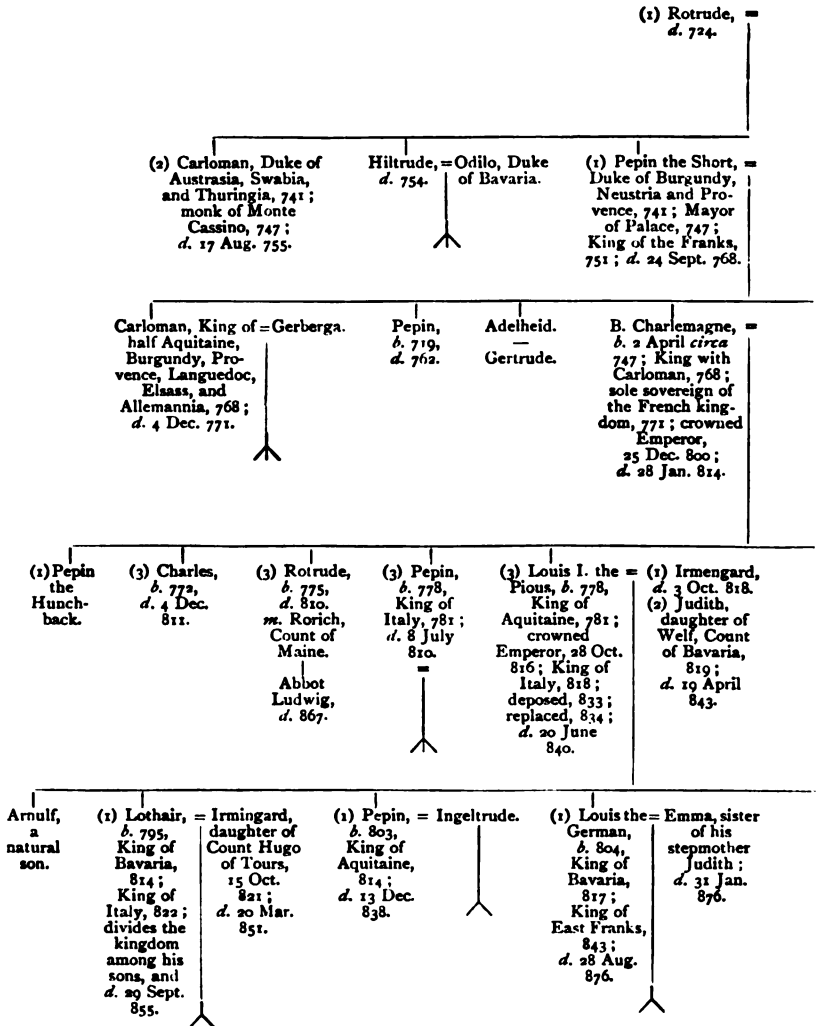 (1) Rotrude, =
d. 724.
(2) Carloman, Duke of
Austrasia, Swabia,
and Thuringia, 741 ;
monk of Monte
Cassino, 747 ;
d. 17 Aug. 755.
Hiltrude, = Odilo, Duke
d. 754. of Bavaria.
(1) Pepin the Short, =
Duke of Burgundy,
Neustria and Pro-
vence, 741 ; Mayor
of Palace, 747 ;
King of the Franks,
751 ; d. 24 Sept. 768.
Carloman, King of = Gerberga.
half Aquitaine,
Burgundy, Pro-
vence, Languedoc,
Elsass, and
Allemannia, 768 ;
d. 4 Dec. 771.
Pepin,
b. 719,
d. 762.
Adelheid.
—
Gertrude.
B. Charlemagne, =
b. 2 April circa
747 ; King with
Carloman, 768 ;
sole sovereign of
the French king-
dom, 771 ; crowned
Emperor,
25 Dec. 800 ;
d. 28 Jan. 814.
(1) Pepin
the
Hunch-
back.
(3) Charles,
b. 772,
d. 4 Dec.
811.
(3) Rotrude,
b. 775,
d. 810.
m. Rorich,
Count of
Maine.
Abbot
Ludwig,
d. 867.
(3) Pepin,
b. 778,
King of
Italy, 781 ;
d. 8 July
810.
=
(3) Louis I. the =
Pious, b. 778,
King of
Aquitaine, 781 ;
crowned
Emperor, 28 Oct.
816 ; King of
Italy, 818 ;
deposed, 833 ;
replaced, 834 ;
d. 20 June
840.
(1) Irmengard,
d. 3 Oct. 818.
(2) Judith,
daughter of
Welf, Count
of Bavaria,
819 ;
d. 19 April
843.
Arnulf,
a
natural
son.
(1) Lothair, =
b. 795,
King of
Bavaria,
814 ;
King of
Italy, 822 ;
divides the
kingdom
among his
sons, and
d. 29 Sept.
855.
Irmingard,
daughter of
Count Hugo
of Tours,
15 Oct.
821 ;
d. 20 Mar.
851.
(1) Pepin, = Ingeltrude.
b. 803,
King of
Aquitaine,
814 ;
d. 13 Dec.
838.
(1) Louis the =
German,
b. 804,
King of
Bavaria,
817 ;
King of
East Franks,
843 ;
d. 28 Aug.
876.
Emma, sister
of his
stepmother
Judith ;
d. 31 Jan.
876.